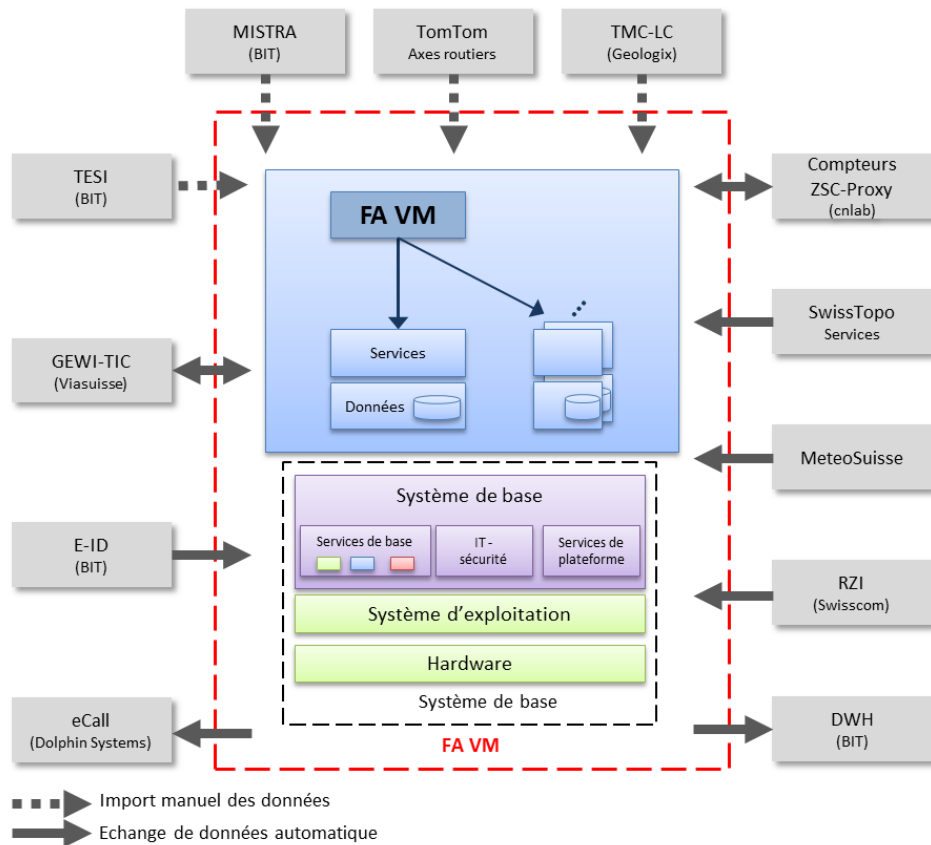 MISTRA
(BIT)
TomTom
Axes routiers
TMC-LC
(Geologix)
TESI
(BIT)
Compteurs
ZSC-Proxy
(cnlab)
FA VM
SwissTopo
Services
GEWI-TIC
(Viasuisse)
Services
Données
MeteoSuisse
Système de base
Services de base
IT -
sécurité
Services de
plateforme
E-ID
(BIT)
RZI
(Swisscom)
Système d'exploitation
Hardware
Système de base
eCall
(Dolphin Systems)
FA VM
DWH
(BIT)
Import manuel des données
Echange de données automatique